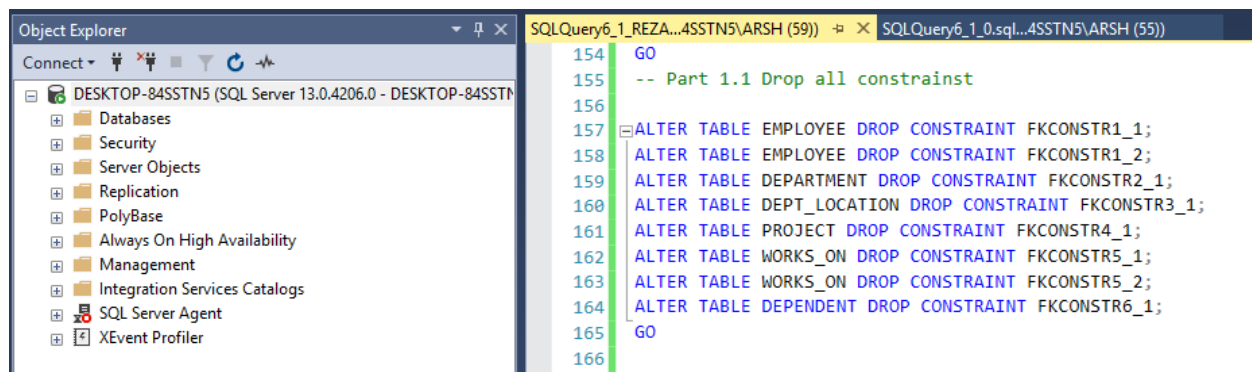 Object Explorer
Connect
DESKTOP-84SSTN5 (SQL Server 13.0.4206.0 - DESKTOP-84SSTN
Databases
Security
Server Objects
Replication
PolyBase
Always On High Availability
Management
Integration Services Catalogs
SQL Server Agent
XEvent Profiler
SQLQuery6_1_REZA...4SSTN5\ARSH (59)) SQLQuery6_1_0.sql...4SSTN5\ARSH (55))
154 GO
155 -- Part 1.1 Drop all constrainst
156
157 ALTER TABLE EMPLOYEE DROP CONSTRAINT FKCONSTR1_1;
158 ALTER TABLE EMPLOYEE DROP CONSTRAINT FKCONSTR1_2;
159 ALTER TABLE DEPARTMENT DROP CONSTRAINT FKCONSTR2_1;
160 ALTER TABLE DEPT_LOCATION DROP CONSTRAINT FKCONSTR3_1;
161 ALTER TABLE PROJECT DROP CONSTRAINT FKCONSTR4_1;
162 ALTER TABLE WORKS_ON DROP CONSTRAINT FKCONSTR5_1;
163 ALTER TABLE WORKS_ON DROP CONSTRAINT FKCONSTR5_2;
164 ALTER TABLE DEPENDENT DROP CONSTRAINT FKCONSTR6_1;
165 GO
166